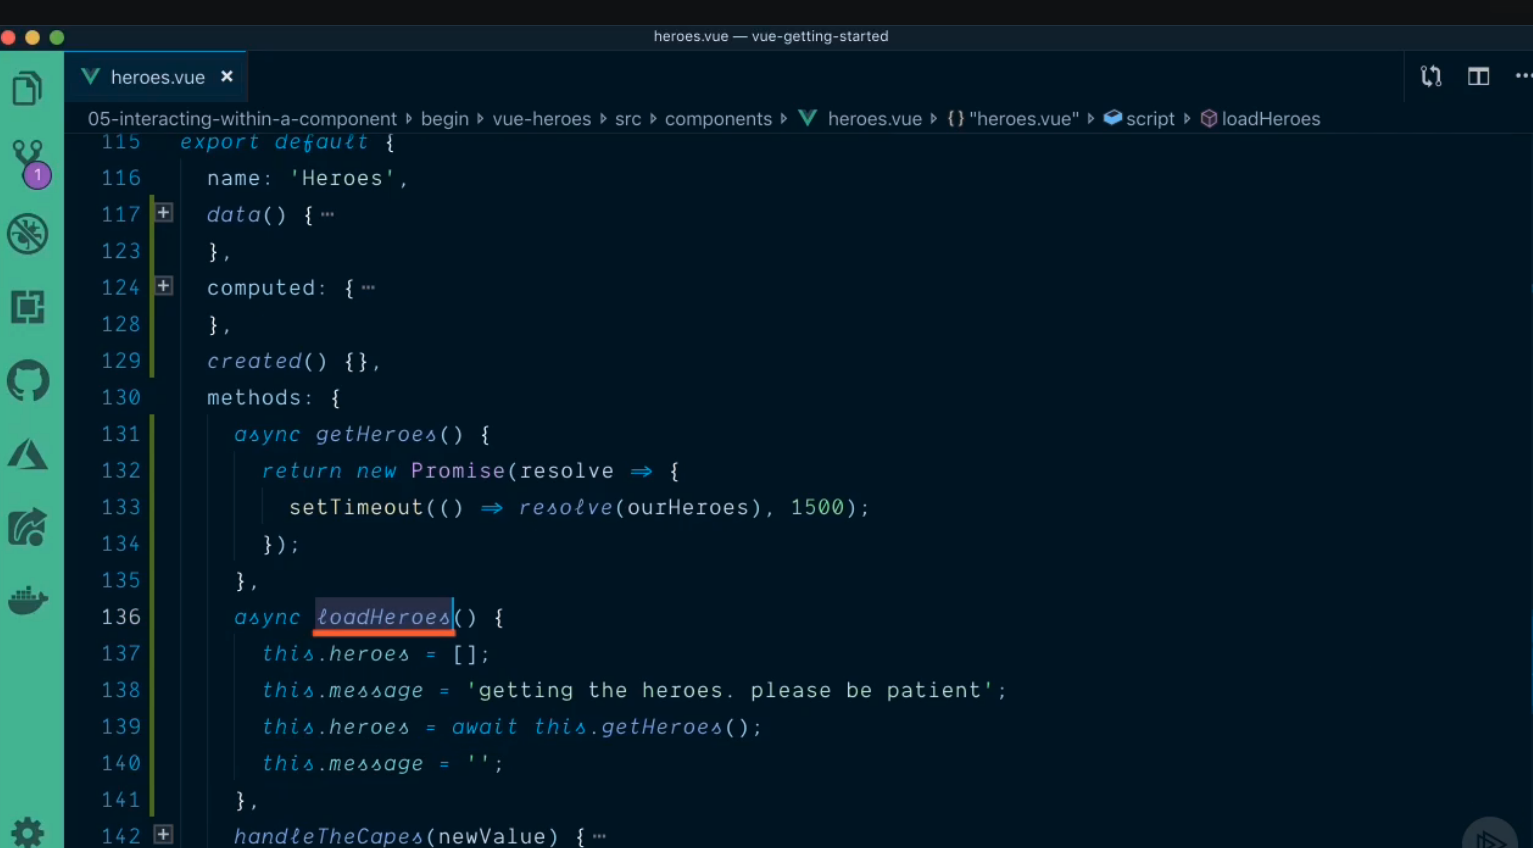 heroes.vue — vue-getting-started
heroes.vue ×
05-interacting-within-a-component begin vue-heroes src components heroes.vue {} "heroes.vue" script loadHeroes
1
115 export default {
116 name: 'Heroes',
117 data() { ⋯
123 },
124 computed: { ⋯
128 },
129 created() {},
130 methods: {
131 async getHeroes() {
132 return new Promise(resolve ⇒ {
133 setTimeout(() ⇒ resolve(ourHeroes), 1500);
134 });
135 },
136 async loadHeroes() {
137 this.heroes = [];
138 this.message = 'getting the heroes. please be patient';
139 this.heroes = await this.getHeroes();
140 this.message = '';
141 },
142 handleTheCapes(newValue) { ⋯